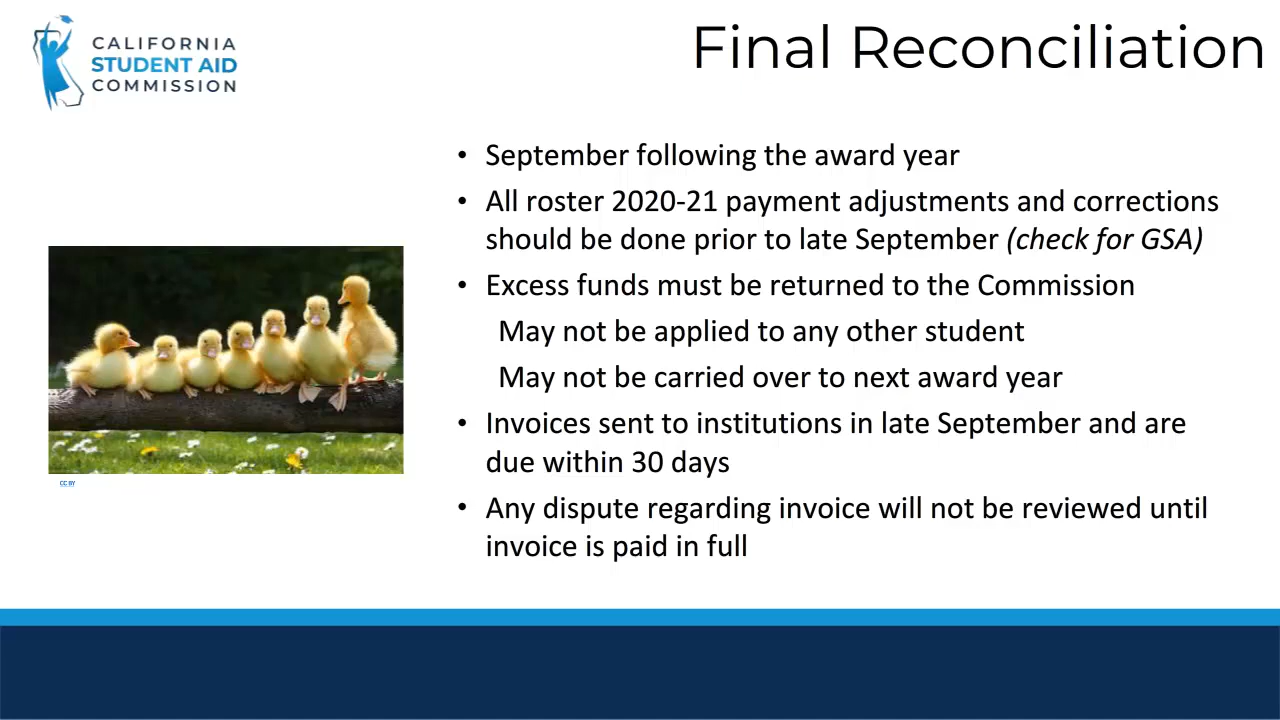 CALIFORNIA
STUDENT AID
COMMISSION
Final Reconciliation
• September following the award year
• All roster 2020-21 payment adjustments and corrections
should be done prior to late September (check for GSA)
• Excess funds must be returned to the Commission
May not be applied to any other student
May not be carried over to next award year
• Invoices sent to institutions in late September and are
due within 30 days
• Any dispute regarding invoice will not be reviewed until
invoice is paid in full
CC BY